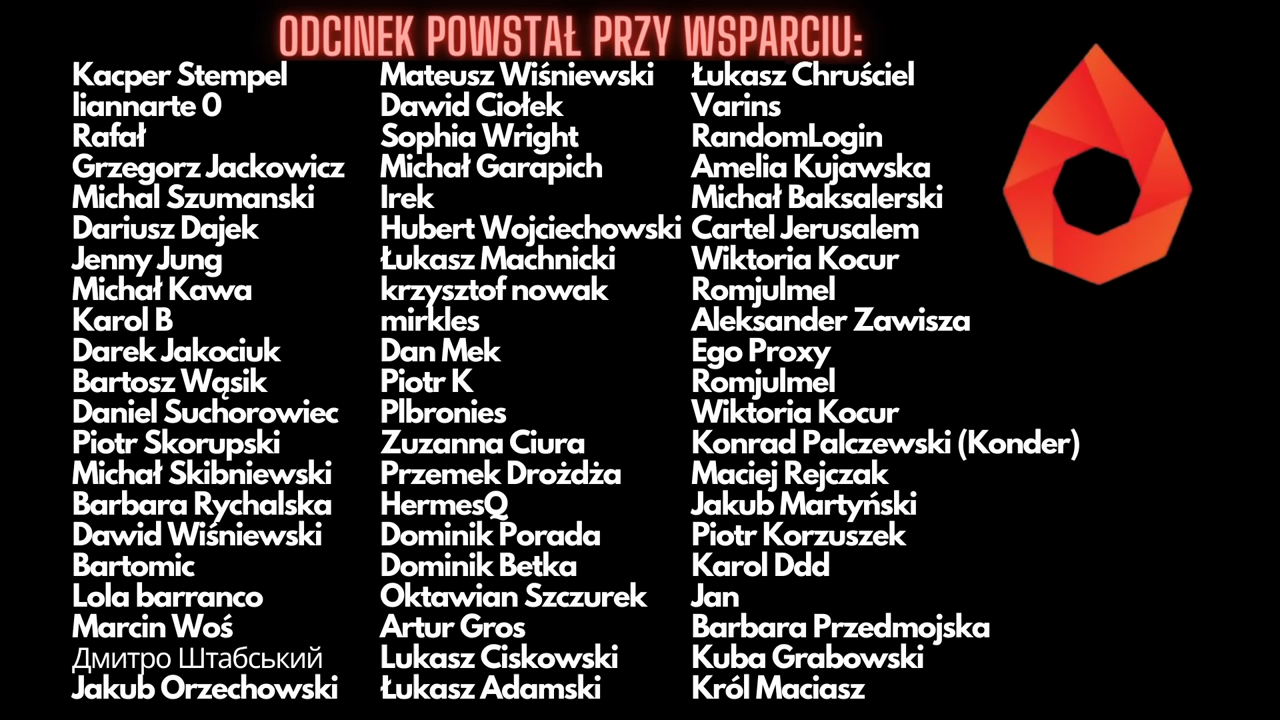 ODCINEK POWSTAŁ PRZY WSPARCIU:
Kacper Stempel
liannarte 0
Rafał
Grzegorz Jackowicz
Michal Szumanski
Dariusz Dajek
Jenny Jung
Michał Kawa
Karol B
Darek Jakociuk
Bartosz Wąsik
Daniel Suchorowiec
Piotr Skorupski
Michał Skibniewski
Barbara Rychalska
Dawid Wiśniewski
Bartomic
Lola barranco
Marcin Woś
Дмитро Штабський
Jakub Orzechowski
Mateusz Wiśniewski
Dawid Ciołek
Sophia Wright
Michał Garapich
Irek
Hubert Wojciechowski
Łukasz Machnicki
krzysztof nowak
mirkles
Dan Mek
Piotr K
Plbronies
Zuzanna Ciura
Przemek Drożdża
HermesQ
Dominik Porada
Dominik Betka
Oktawian Szczurek
Artur Gros
Lukasz Ciskowski
Łukasz Adamski
Łukasz Chruściel
Varins
RandomLogin
Amelia Kujawska
Michał Baksalerski
Cartel Jerusalem
Wiktoria Kocur
Romjulmel
Aleksander Zawisza
Ego Proxy
Romjulmel
Wiktoria Kocur
Konrad Palczewski (Konder)
Maciej Rejczak
Jakub Martyński
Piotr Korzuszek
Karol Ddd
Jan
Barbara Przedmojska
Kuba Grabowski
Król Maciasz